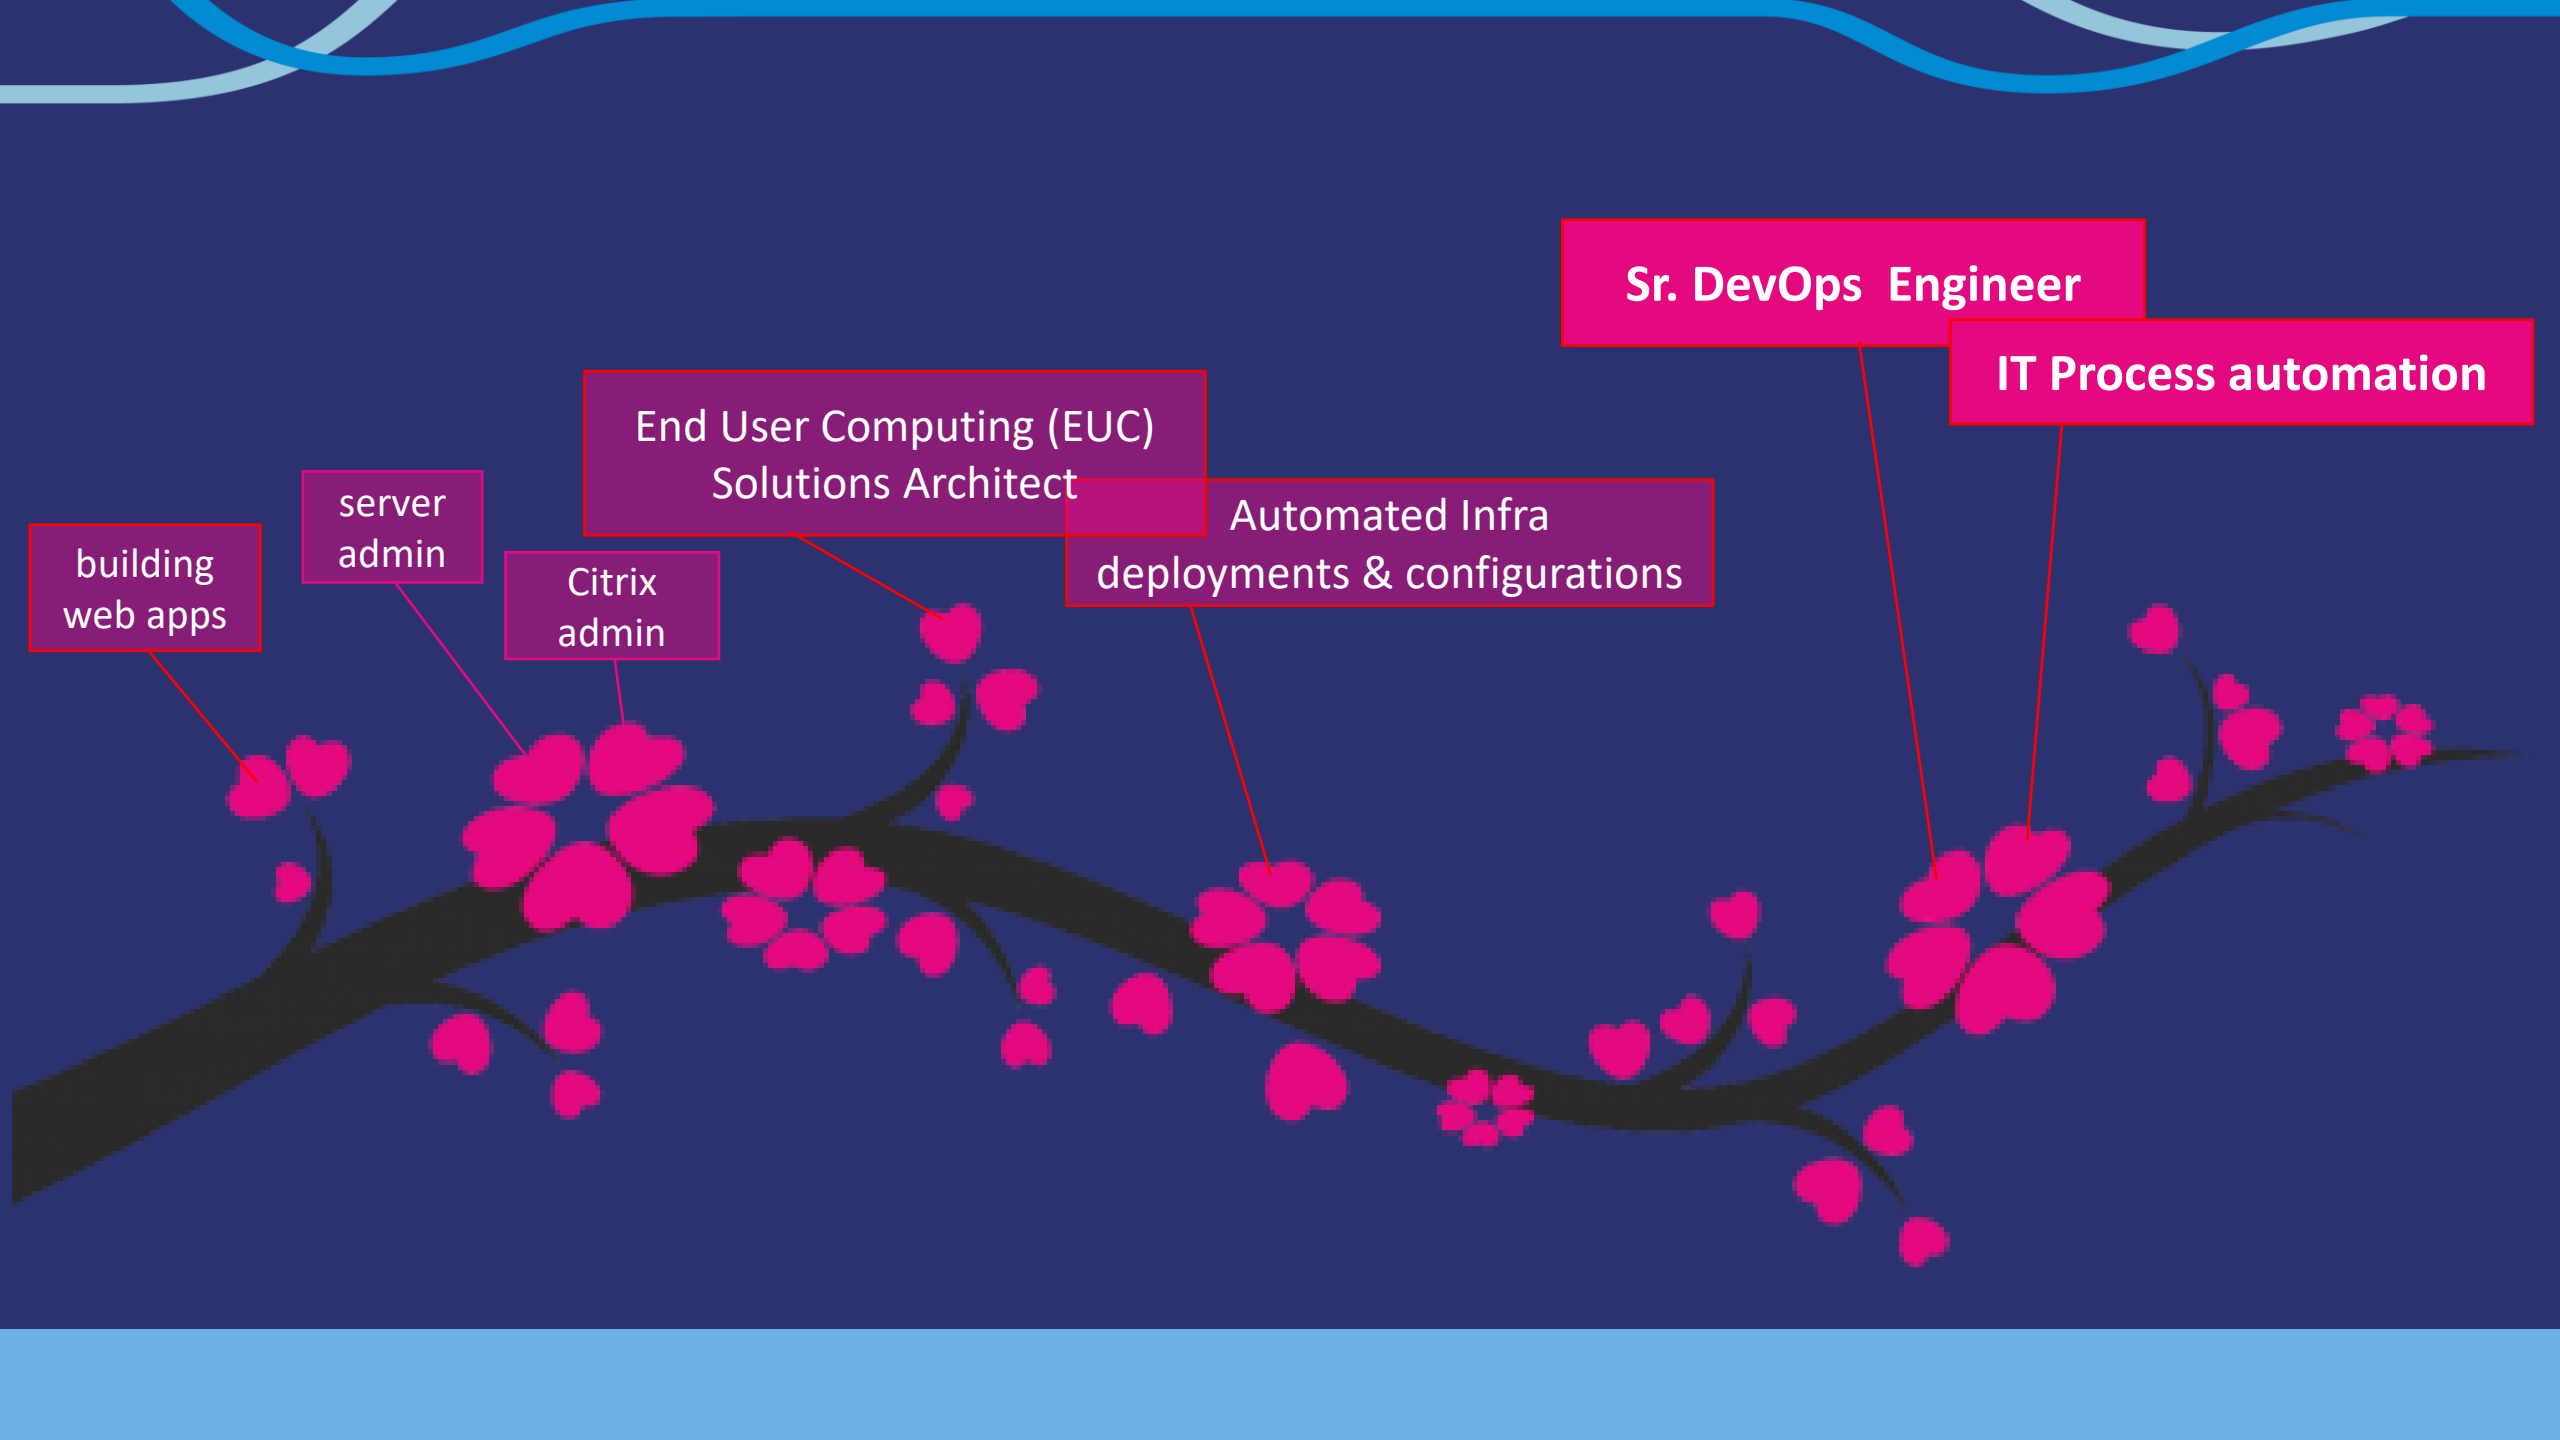 building
web apps
server
admin
Citrix
admin
End User Computing (EUC)
Solutions Architect
Automated Infra
deployments & configurations
Sr. DevOps  Engineer
IT Process automation